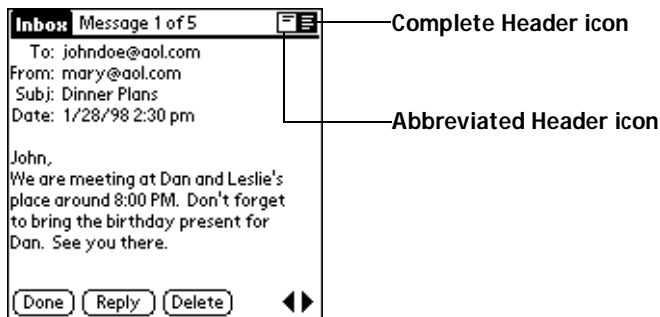 Inbox Message 1 of 5
Complete Header icon
To: johndoe@aol.com
From: mary@aol.com
Subj: Dinner Plans
Date: 1/28/98 2:30 pm
Abbreviated Header icon
John,
We are meeting at Dan and Leslie's
place around 8:00 PM. Don't forget
to bring the birthday present for
Dan. See you there.
Done Reply Delete